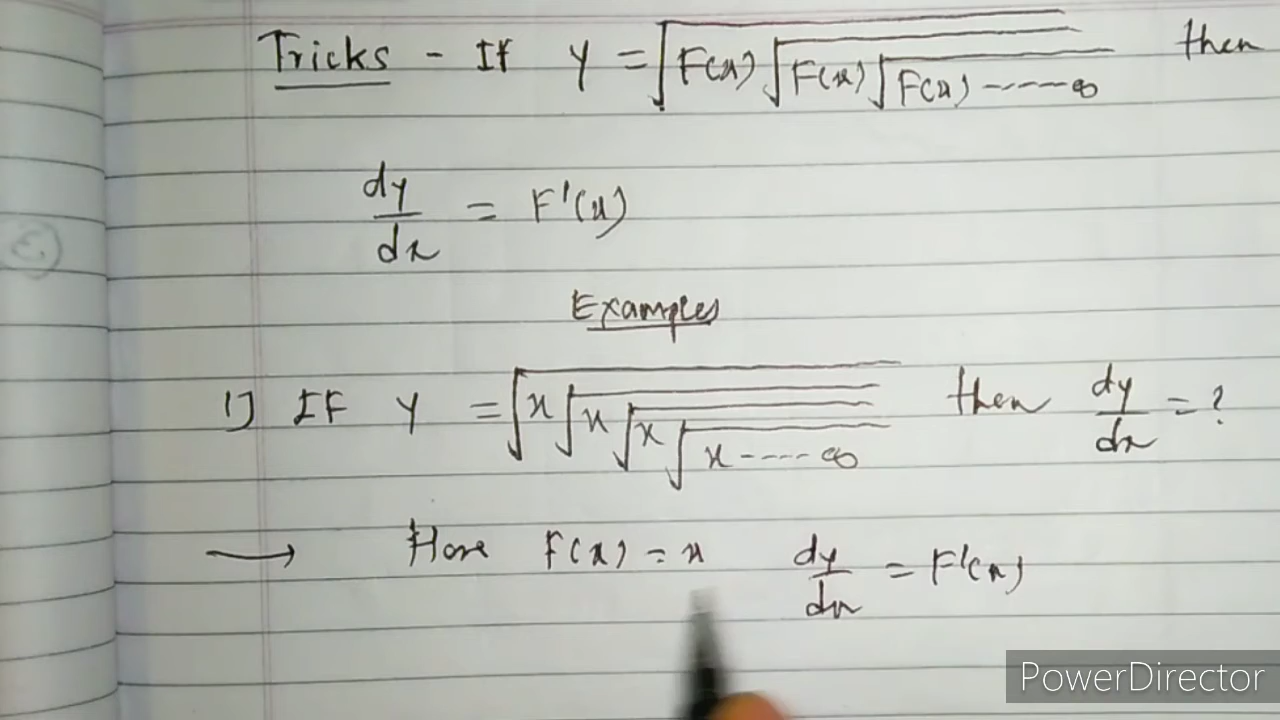 Tricks - If y = √F(x)√F(x)√F(x)-----∞ then
dy/dx = F'(x)
Examples
1] If y = √x√x√x√x----∞ then dy/dx = ?
→ Here F(x) = x dy/dx = F'(x)
PowerDirector